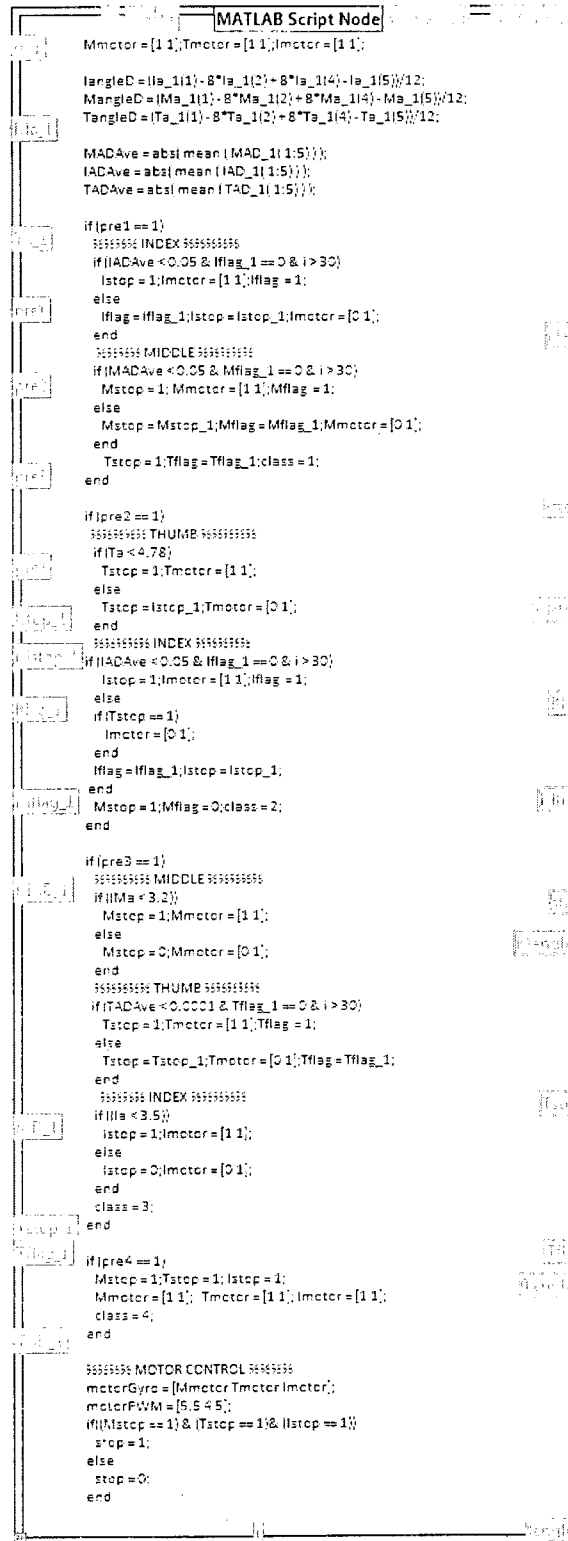 MATLAB Script Node
Mmotor = [1 1];Tmotor = [1 1];Imotor = [1 1];
IangleD = (Ia_1(1) - 8*Ia_1(2) + 8*Ia_1(4) - Ia_1(5))/12;
MangleD = (Ma_1(1) - 8*Ma_1(2) + 8*Ma_1(4) - Ma_1(5))/12;
TangleD = (Ta_1(1) - 8*Ta_1(2) + 8*Ta_1(4) - Ta_1(5))/12;
MADAve = abs( mean ( MAD_1( 1:5) ) );
IADAve = abs( mean ( IAD_1( 1:5) ) );
TADAve = abs( mean ( TAD_1( 1:5) ) );
if (pre1 == 1)
%%%%%%% INDEX %%%%%%%%%
if (IADAve < 0.05 & Iflag_1 == 0 & i > 30)
Istop = 1;Imotor = [1 1];Iflag = 1;
else
Iflag = Iflag_1;Istop = Istop_1;Imotor = [0 1];
end
%%%%%%% MIDDLE %%%%%%%%
if (MADAve < 0.05 & Mflag_1 == 0 & i > 30)
Mstop = 1; Mmotor = [1 1];Mflag = 1;
else
Mstop = Mstop_1;Mflag = Mflag_1;Mmotor = [0 1];
end
Tstop = 1;Tflag = Tflag_1;class = 1;
end
pre1
if (pre2 == 1)
%%%%%%%%% THUMB %%%%%%%%%
if (Ta < 4.78)
Tstop = 1;Tmotor = [1 1];
else
Tstop = Istop_1;Tmotor = [0 1];
end
%%%%%%%%% INDEX %%%%%%%%%
if (IADAve < 0.05 & Iflag_1 == 0 & i > 30)
Istop = 1;Imotor = [1 1];Iflag = 1;
else
if (Tstop == 1)
Imotor = [0 1];
end
Iflag = Iflag_1;Istop = Istop_1;
end
Mstop = 1;Mflag = 0;class = 2;
end
if (pre3 == 1)
%%%%%%%%% MIDDLE %%%%%%%%%
if ((Ma < 3.2))
Mstop = 1;Mmotor = [1 1];
else
Mstop = 0;Mmotor = [0 1];
end
%%%%%%%%% THUMB %%%%%%%%%
if (TADAve < 0.0001 & Tflag_1 == 0 & i > 30)
Tstop = 1;Tmotor = [1 1];Tflag = 1;
else
Tstop = Tstop_1;Tmotor = [0 1];Tflag = Tflag_1;
end
%%%%%%% INDEX %%%%%%%%
if ((Ia < 3.5))
Istop = 1;Imotor = [1 1];
else
Istop = 0;Imotor = [0 1];
end
class = 3;
end
if (pre4 == 1)
Mstop = 1;Tstop = 1; Istop = 1;
Mmotor = [1 1]; Tmotor = [1 1]; Imotor = [1 1];
class = 4;
end
%%%%%%% MOTOR CONTROL %%%%%%%
motorGyro = [Mmotor Tmotor Imotor];
motorPWM = [5.5 4 5];
if((Mstop == 1) & (Tstop == 1) & (Istop == 1))
stop = 1;
else
stop = 0;
end